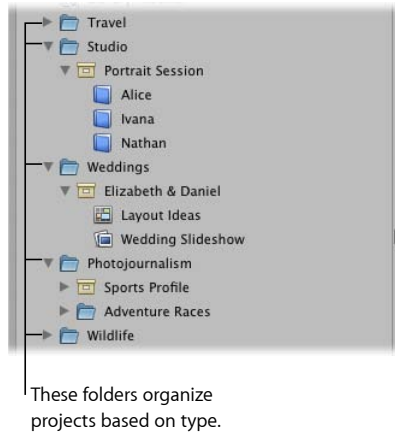 Travel
Studio
Portrait Session
Alice
Ivana
Nathan
Weddings
Elizabeth & Daniel
Layout Ideas
Wedding Slideshow
Photojournalism
Sports Profile
Adventure Races
Wildlife
These folders organize
projects based on type.